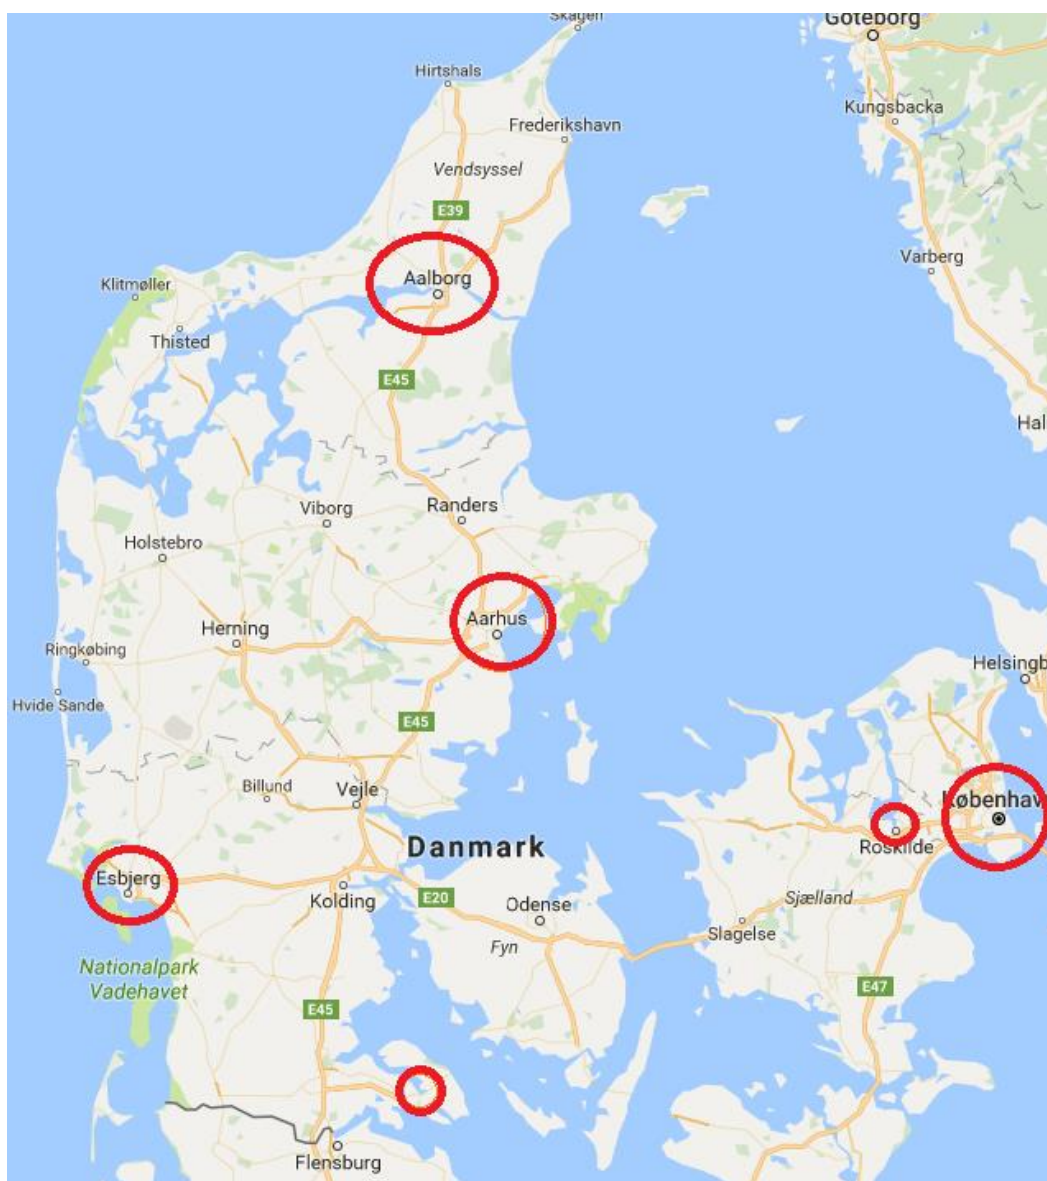 Skagen
Göteborg
Hirtshals
Kungsbacka
Frederikshavn
Vendsyssel
E39
Varberg
Aalborg
Klitmøller
Thisted
E45
Hal
Viborg
Randers
Holstebro
Aarhus
Herning
Ringkøbing
Helsingb
Hvide Sande
E45
Billund
Vejle
Københav
Danmark
Roskilde
Esbjerg
Kolding
E20
Odense
Sjælland
Slagelse
Fyn
Nationalpark
Vadehavet
E47
E45
Flensburg